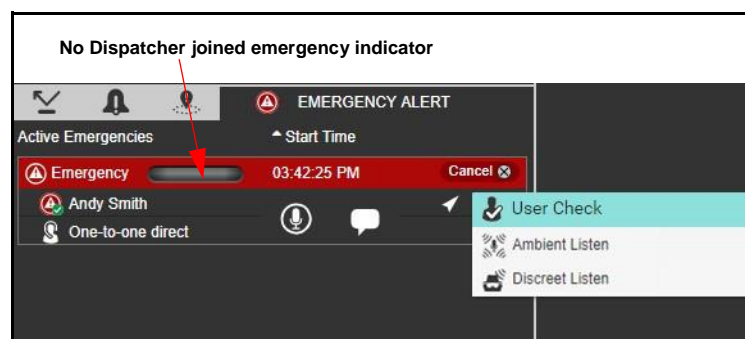 No Dispatcher joined emergency indicator
EMERGENCY ALERT
Active Emergencies Start Time
Emergency 03:42:25 PM Cancel
Andy Smith
One-to-one direct
User Check
Ambient Listen
Discreet Listen